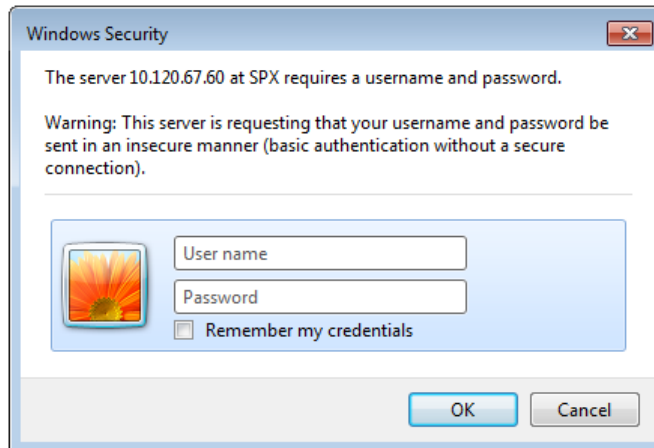 Windows Security
The server 10.120.67.60 at SPX requires a username and password.
Warning: This server is requesting that your username and password be
sent in an insecure manner (basic authentication without a secure
connection).
User name
Password
Remember my credentials
OK
Cancel